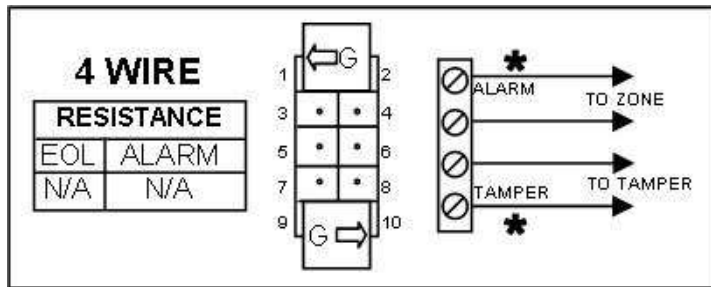 4 WIRE
RESISTANCE
EOL ALARM
N/A N/A
1 G 2
3 4
5 6
7 8
9 G 10
*
ALARM
TO ZONE
TO TAMPER
TAMPER
*